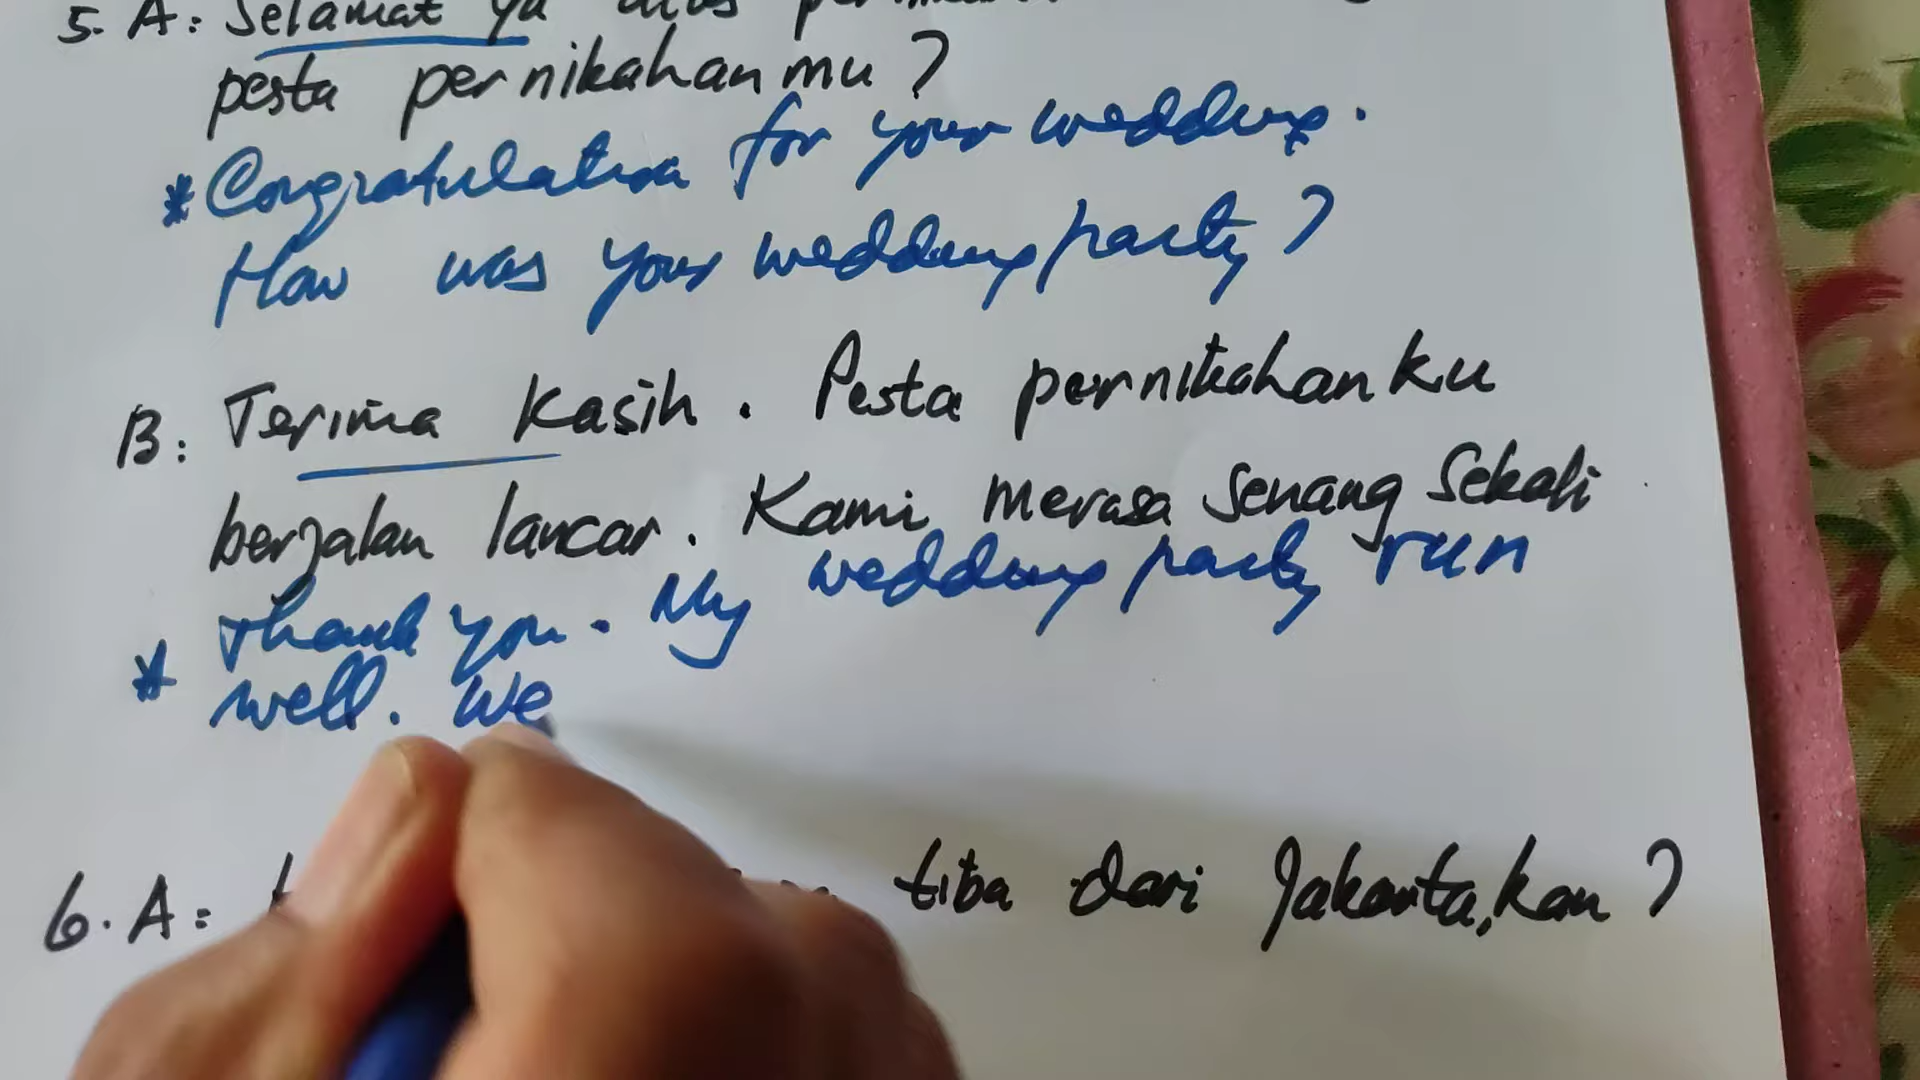 5. A: Selamat ya
pesta pernikahanmu?
* Congratulation for your wedding.
How was your wedding party?
B: Terima kasih. Pesta pernikahanku
berjalan lancar. Kami merasa senang sekali
* Thank you. My wedding party run
well. We
6. A: tiba dari Jakarta, kan?